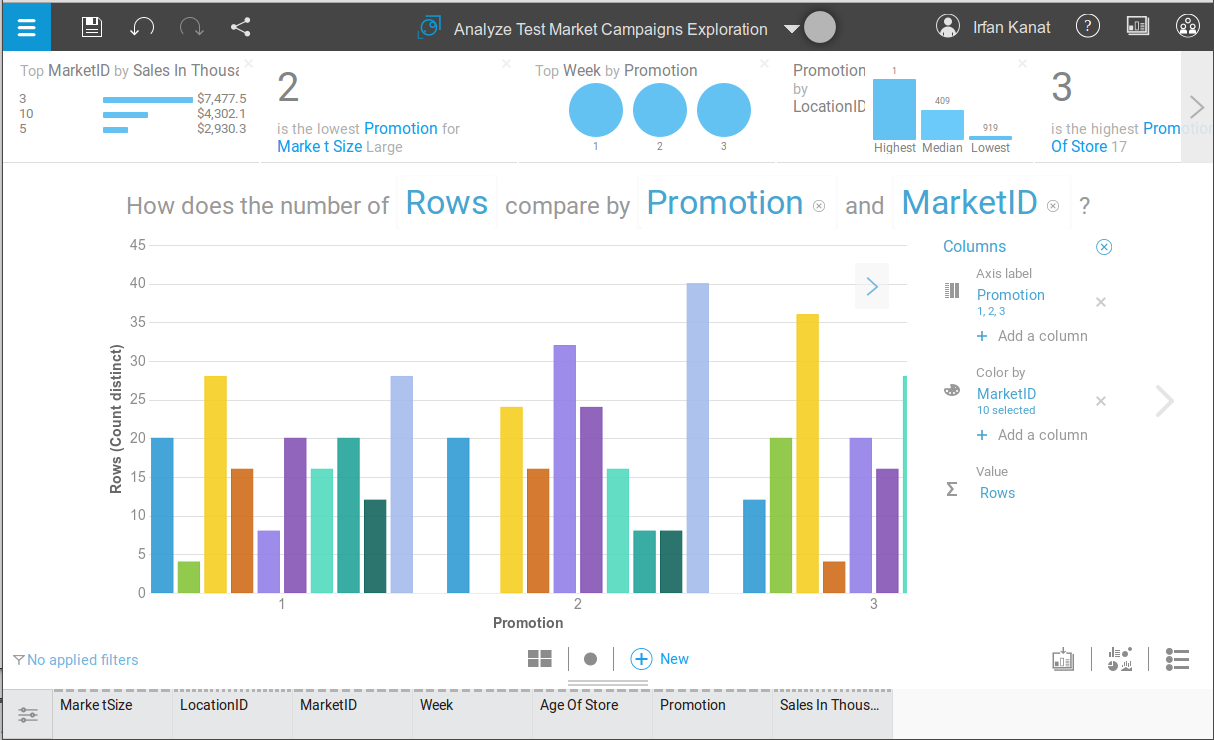 Analyze Test Market Campaigns Exploration
Irfan Kanat
?
Top MarketID by Sales In Thousa
3 $7,477.5
10 $4,302.1
5 $2,930.3
2
is the lowest Promotion for
Marke t Size Large
Top Week by Promotion
1 2 3
Promotion
by
LocationID
1
409
919
Highest Median Lowest
3
is the highest Promotion
Of Store 17
How does the number of Rows compare by Promotion and MarketID ?
45
40
35
30
25
20
15
10
5
0
Rows (Count distinct)
1 2 3
Promotion
Columns
Axis label
Promotion
1, 2, 3
+ Add a column
Color by
MarketID
10 selected
+ Add a column
Value
Σ Rows
No applied filters
New
Marke tSize LocationID MarketID Week Age Of Store Promotion Sales In Thous...